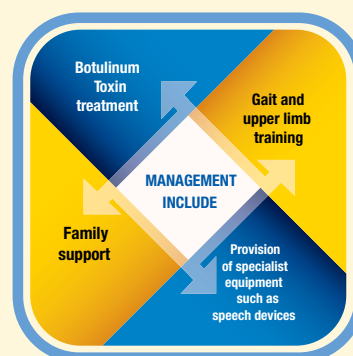 Botulinum
Toxin
treatment
Gait and
upper limb
training
MANAGEMENT
INCLUDE
Family
support
Provision
of specialist
equipment
such as
speech devices